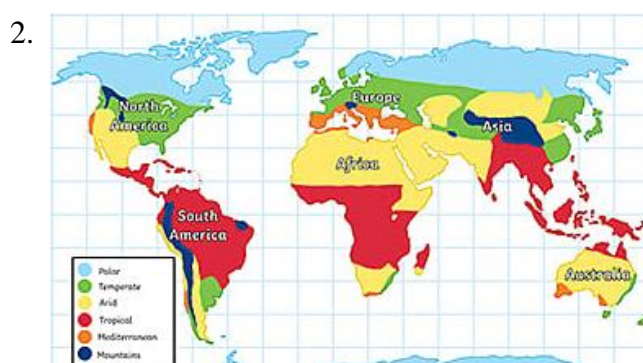 2.
North
America
Europe
Asia
Africa
South
America
Australia
Polar
Temperate
Arid
Tropical
Mediterranean
Mountains